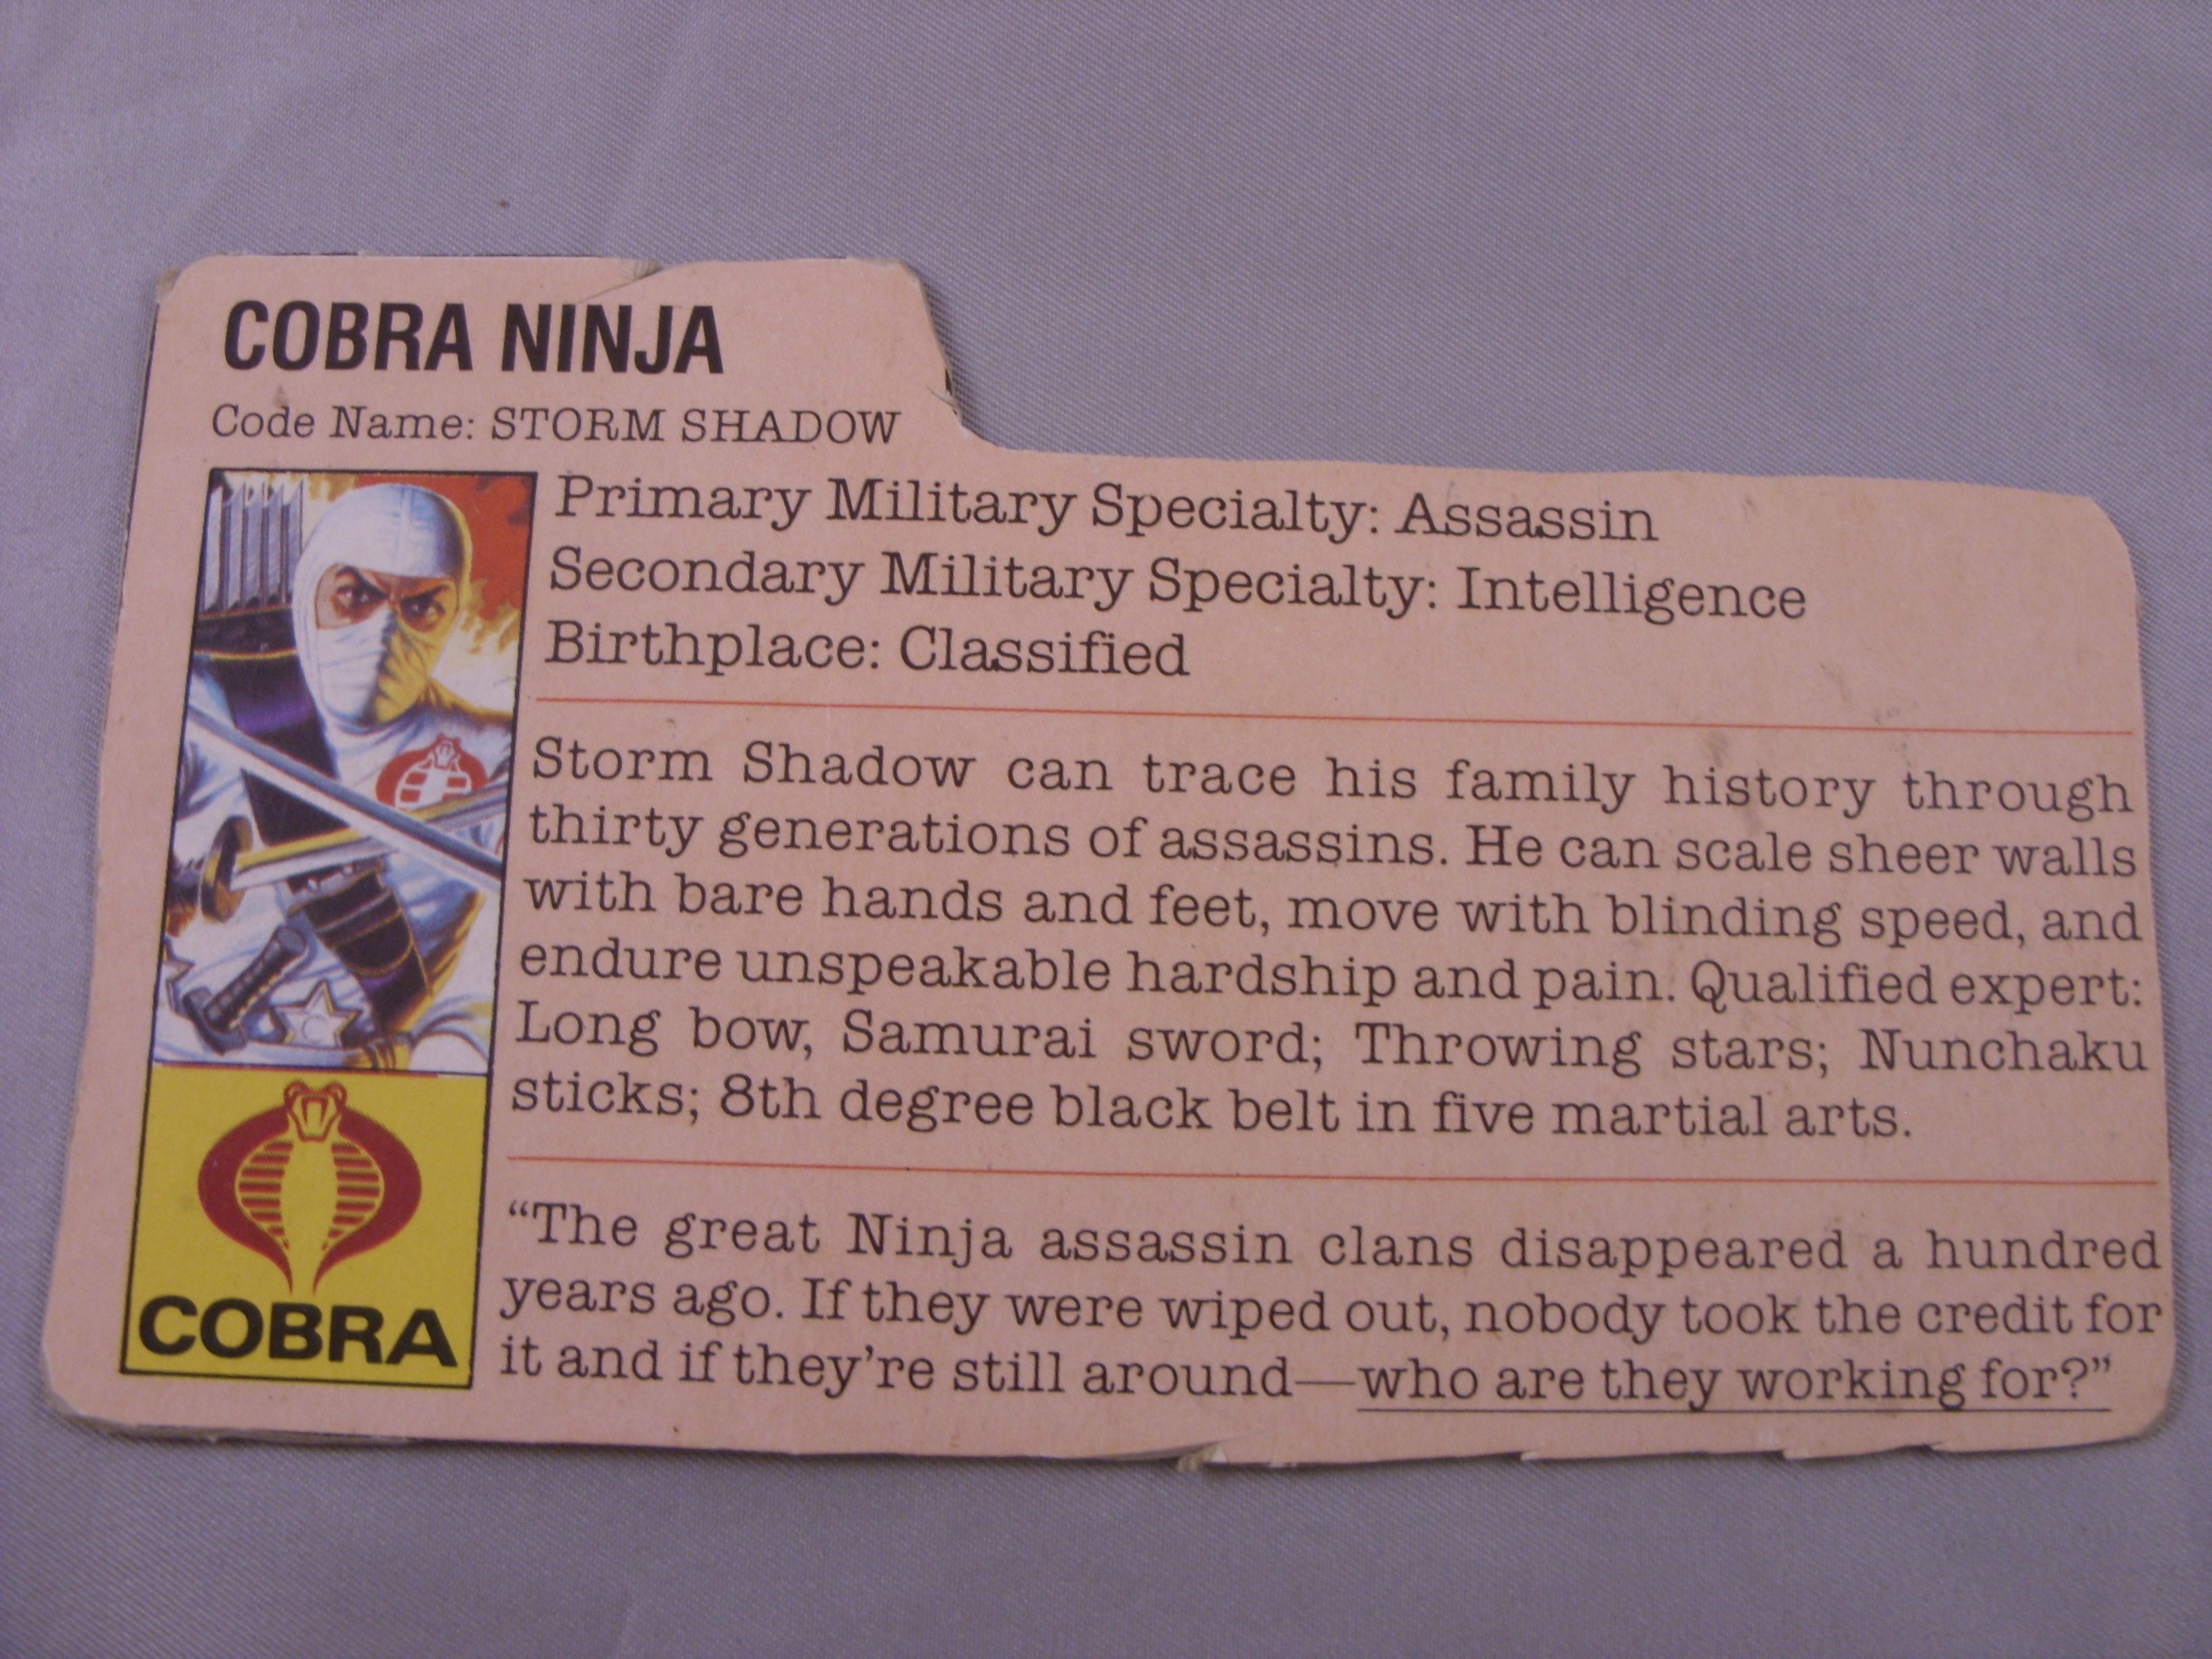 COBRA NINJA
Code Name: STORM SHADOW
Primary Military Specialty: Assassin
Secondary Military Specialty: Intelligence
Birthplace: Classified
Storm Shadow can trace his family history through
thirty generations of assassins. He can scale sheer walls
with bare hands and feet, move with blinding speed, and
endure unspeakable hardship and pain. Qualified expert:
Long bow, Samurai sword; Throwing stars; Nunchaku
sticks; 8th degree black belt in five martial arts.
“The great Ninja assassin clans disappeared a hundred
years ago. If they were wiped out, nobody took the credit for
it and if they’re still around—who are they working for?”
COBRA